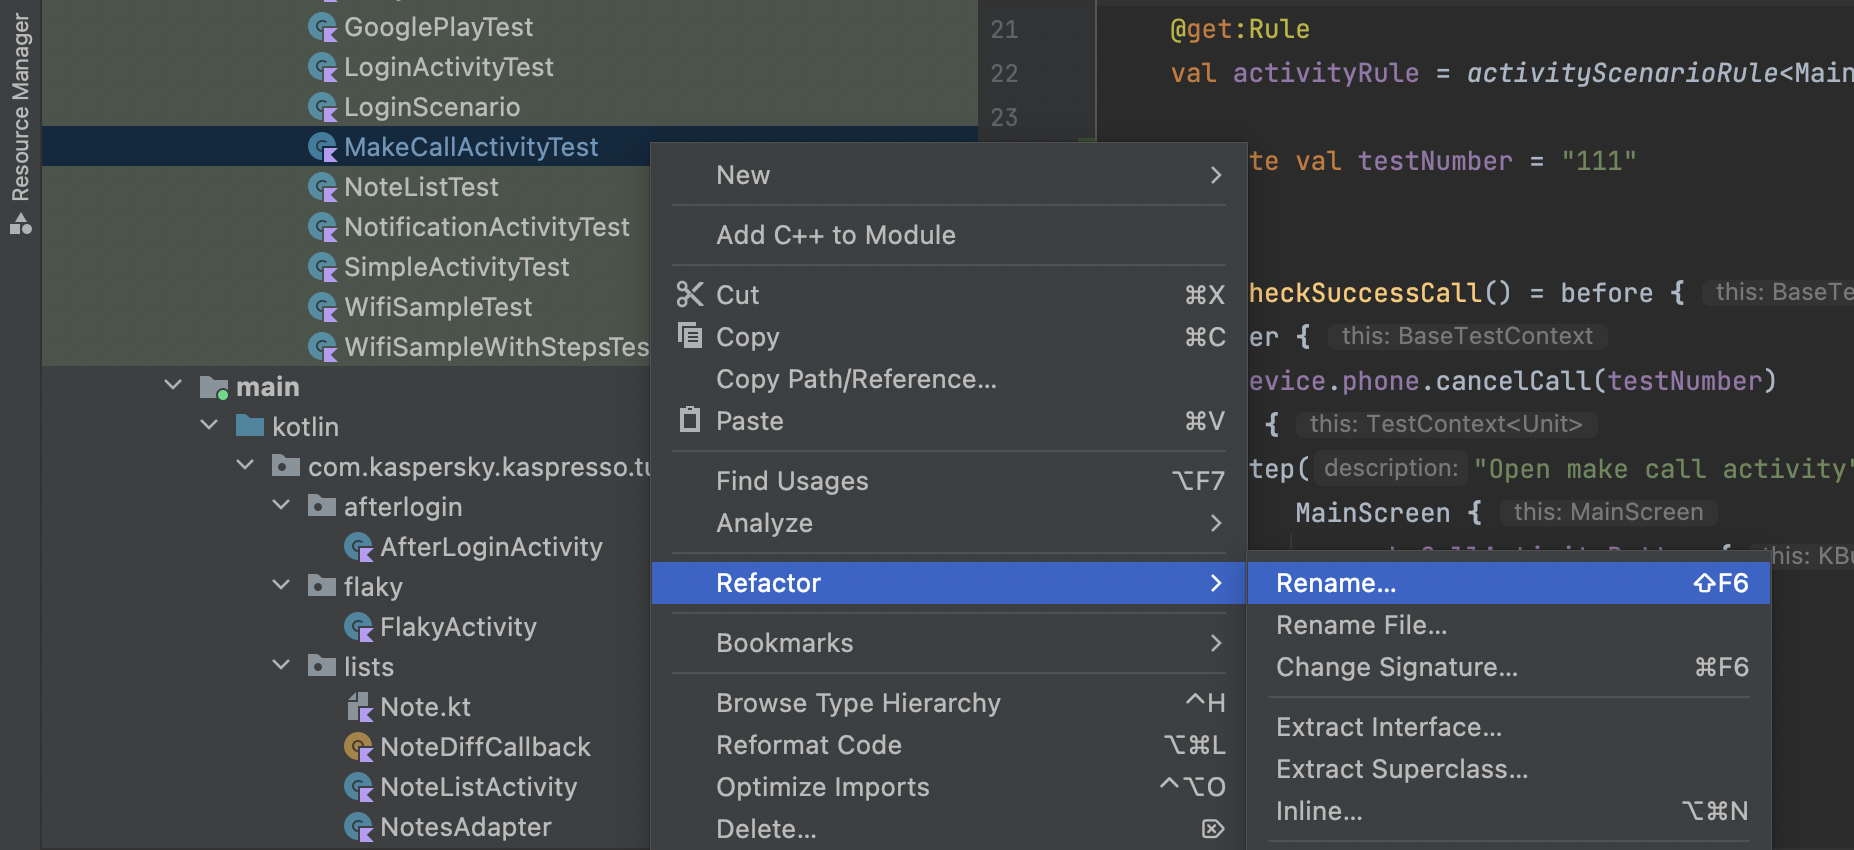 Resource Manager
GooglePlayTest
LoginActivityTest
LoginScenario
MakeCallActivityTest
NoteListTest
NotificationActivityTest
SimpleActivityTest
WifiSampleTest
WifiSampleWithStepsTes
main
kotlin
com.kaspersky.kaspresso.tu
afterlogin
AfterLoginActivity
flaky
FlakyActivity
lists
Note.kt
NoteDiffCallback
NoteListActivity
NotesAdapter
New
Add C++ to Module
Cut ⌘X
Copy ⌘C
Copy Path/Reference...
Paste ⌘V
Find Usages ⌥F7
Analyze
Refactor
Bookmarks
Browse Type Hierarchy ^H
Reformat Code ⌥⌘L
Optimize Imports ^⌥O
Delete... ⌦
Rename... ⇧F6
Rename File...
Change Signature... ⌘F6
Extract Interface...
Extract Superclass...
Inline... ⌥⌘N
21 @get:Rule
22 val activityRule = activityScenarioRule<Main
23
te val testNumber = "111"
heckSuccessCall() = before { this: BaseTe
er { this: BaseTestContext
evice.phone.cancelCall(testNumber)
{ this: TestContext<Unit>
tep( description: "Open make call activity"
MainScreen { this: MainScreen
{ this: KBu